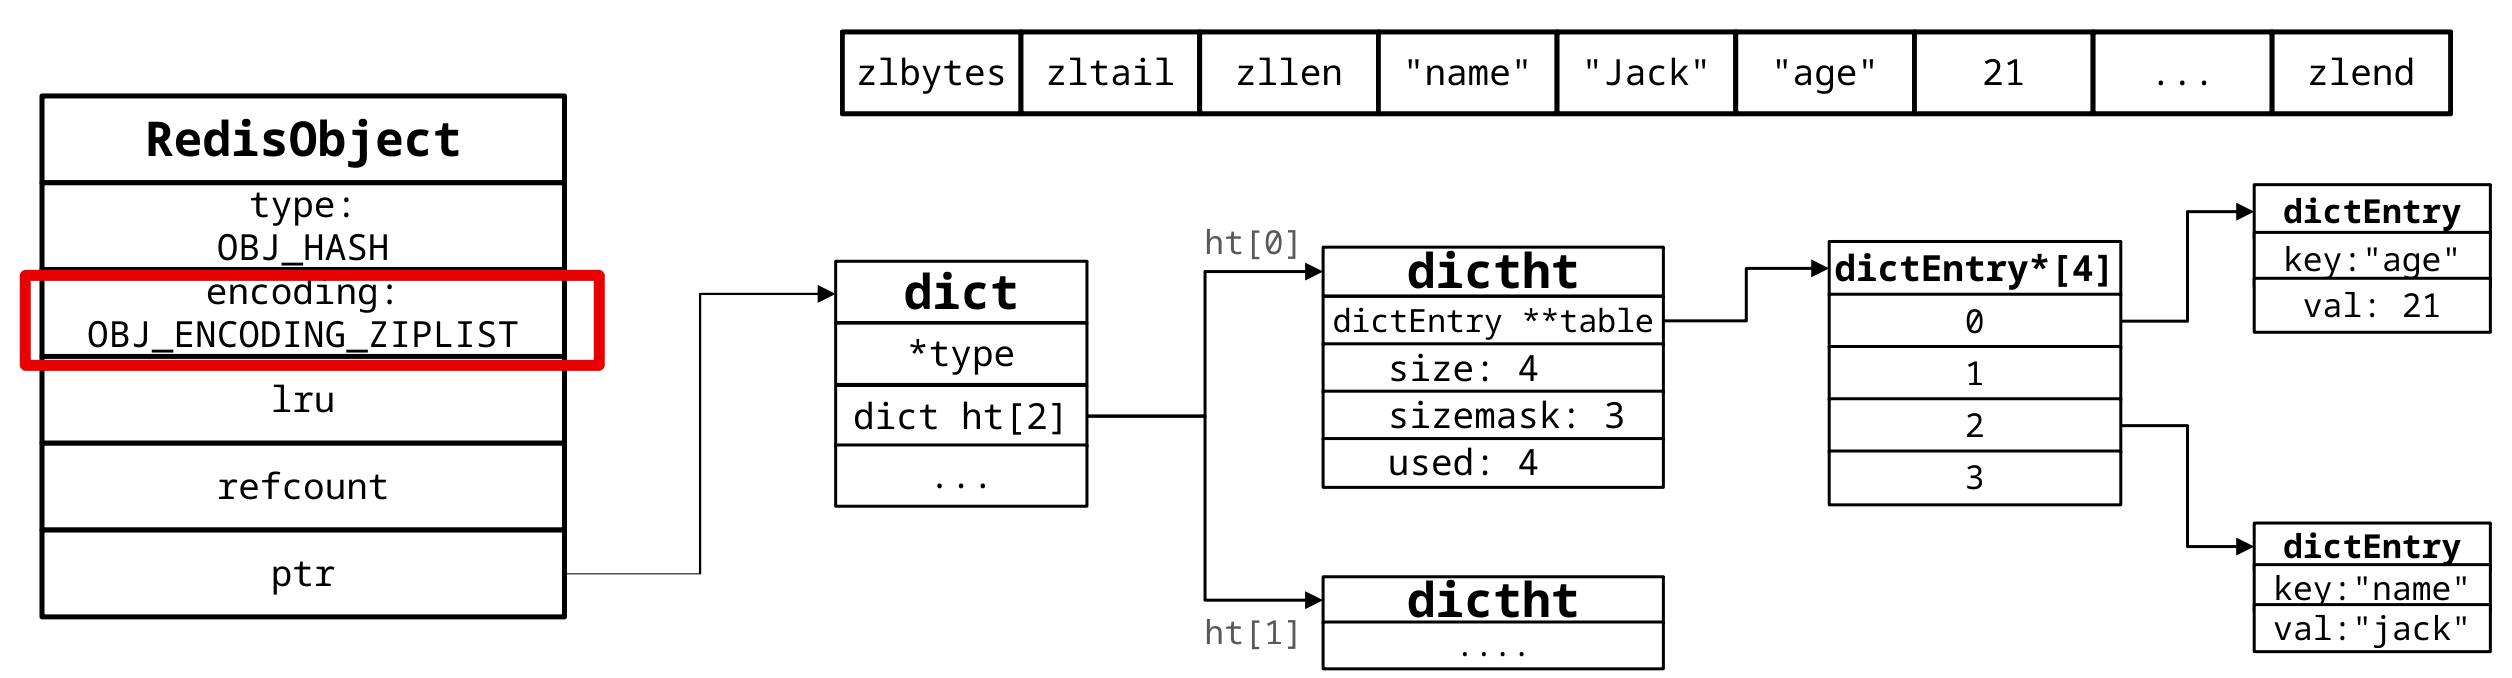 zlbytes zltail zllen "name" "Jack" "age" 21 ... zlend
RedisObject
type:
OBJ_HASH
encoding:
OBJ_ENCODING_ZIPLIST
lru
refcount
ptr
dict
*type
dict ht[2]
...
ht[0]
dictht
dictEntry **table
size: 4
sizemask: 3
used: 4
ht[1]
dictht
....
dictEntry*[4]
0
1
2
3
dictEntry
key:"age"
val: 21
dictEntry
key:"name"
val:"jack"